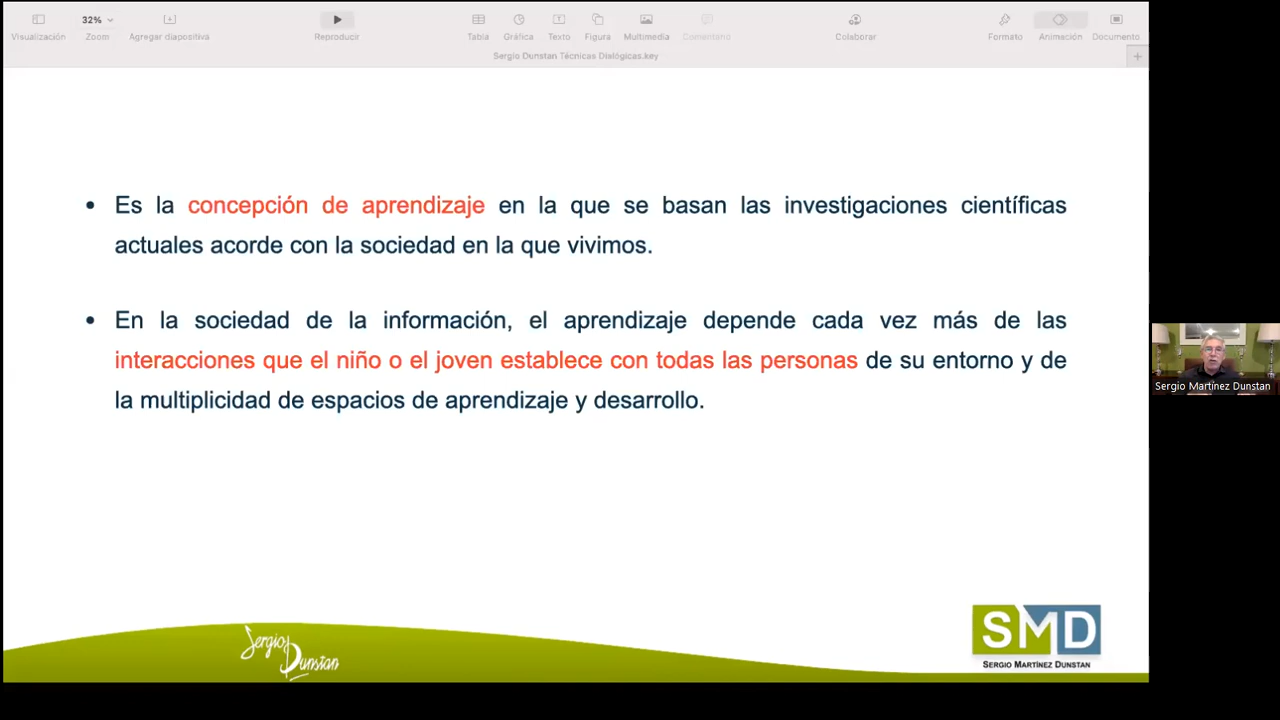 32%
Visualización Zoom Agregar diapositiva Reproducir Tabla Gráfica Texto Figura Multimedia Comentario Colaborar Formato Animación Documento
Sergio Dunstan Técnicas Dialógicas.key
• Es la concepción de aprendizaje en la que se basan las investigaciones científicas
actuales acorde con la sociedad en la que vivimos.
• En la sociedad de la información, el aprendizaje depende cada vez más de las
interacciones que el niño o el joven establece con todas las personas de su entorno y de
la multiplicidad de espacios de aprendizaje y desarrollo.
Sergio Martínez Dunstan
Sergio
Dunstan
SMD
SERGIO MARTÍNEZ DUNSTAN